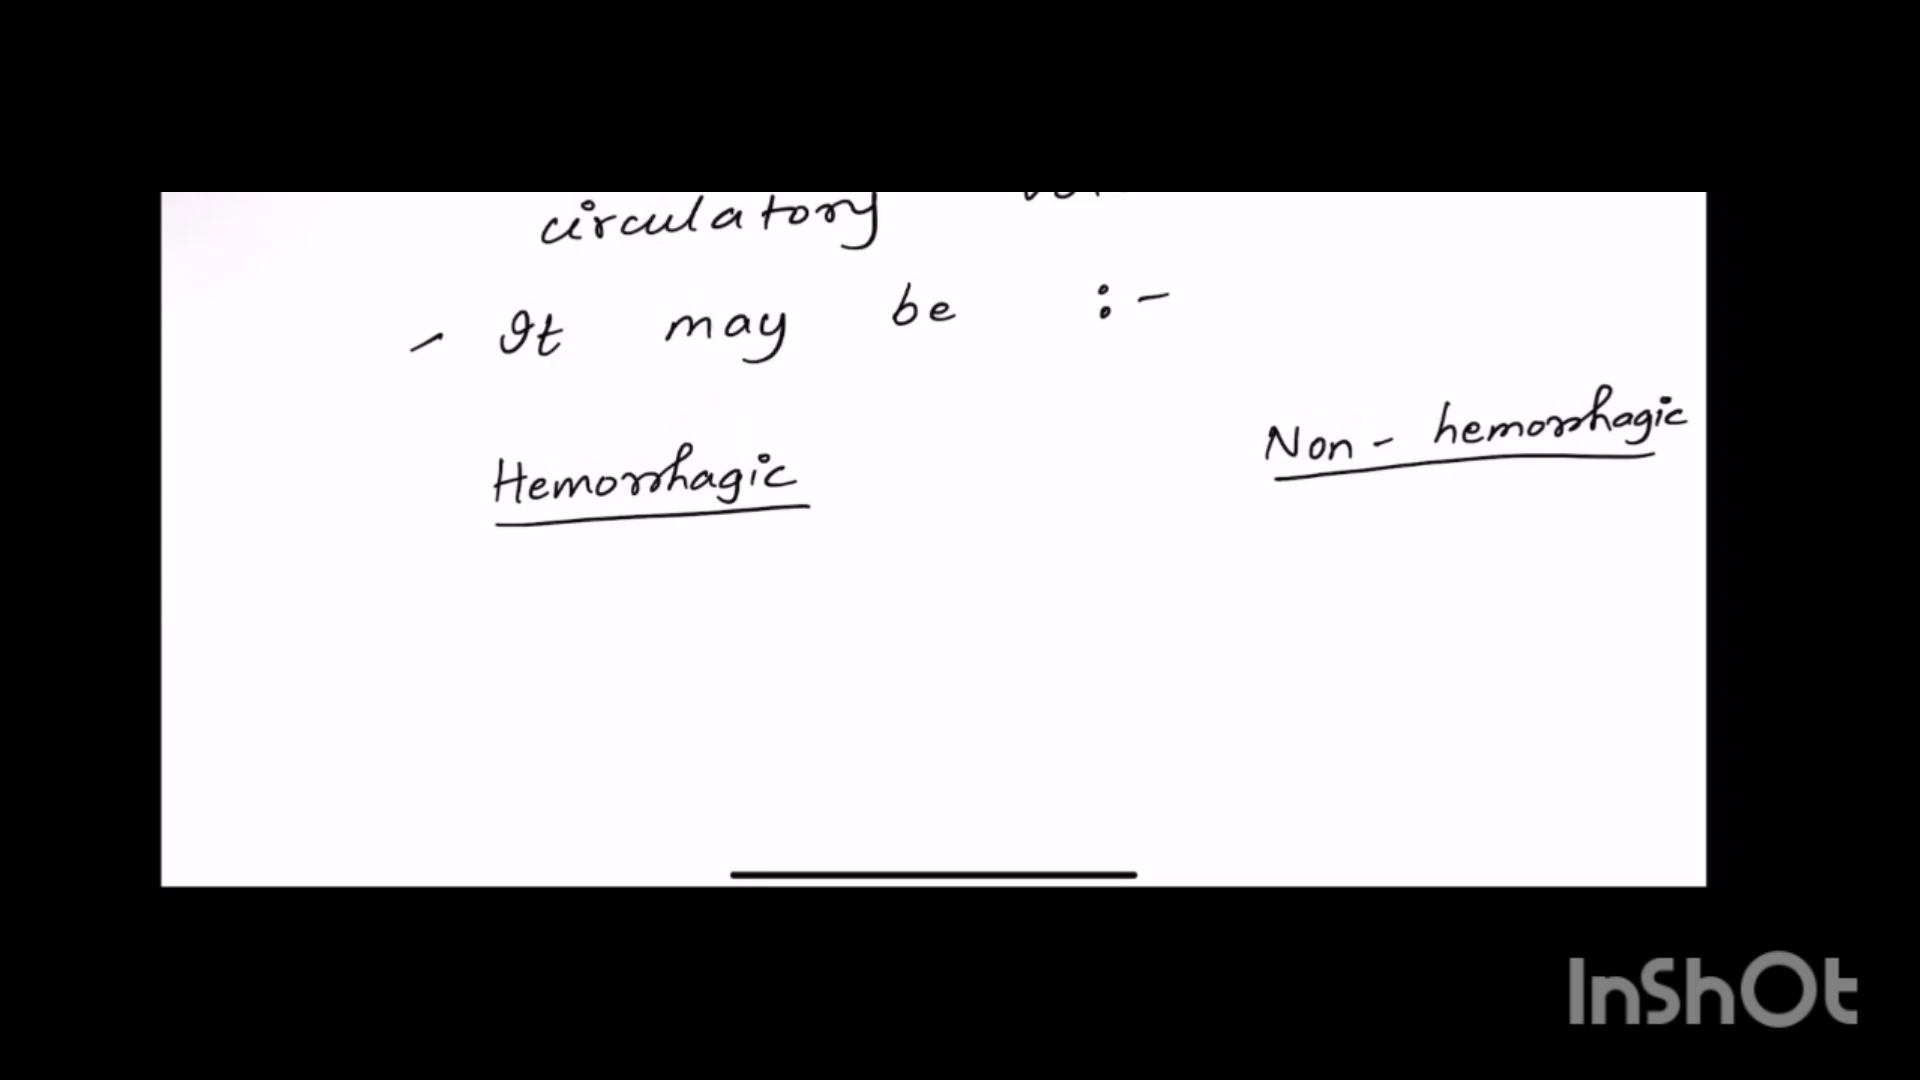 circulatory
- It may be :-
Hemorrhagic
Non - hemorrhagic
InShOt